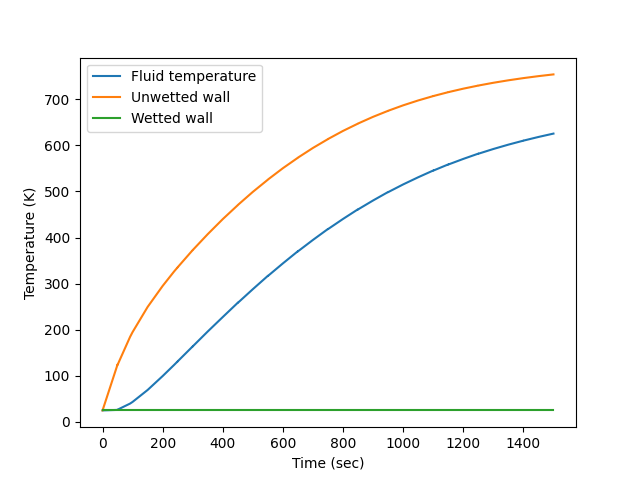 Fluid temperature
Unwetted wall
Wetted wall
Temperature (K)
700
600
500
400
300
200
100
0
0 200 400 600 800 1000 1200 1400
Time (sec)